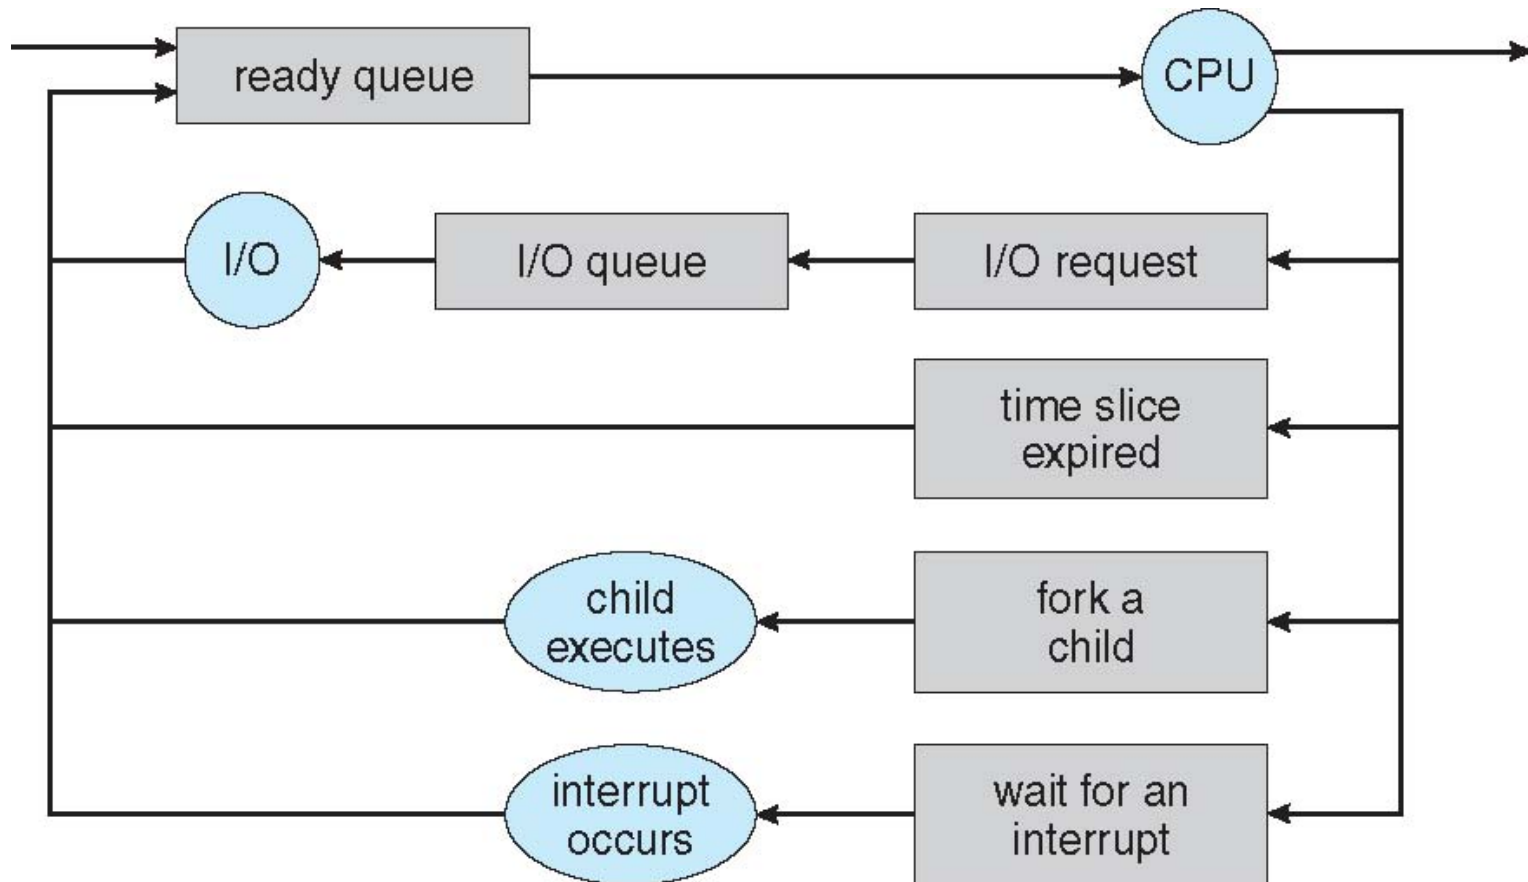 ready queue
CPU
I/O
I/O queue
I/O request
time slice
expired
child
executes
fork a
child
interrupt
occurs
wait for an
interrupt